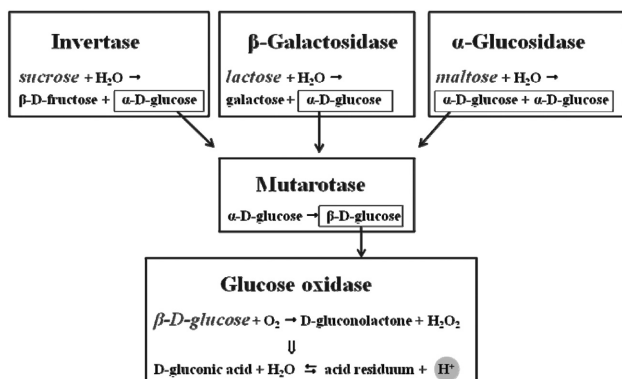 Invertase
sucrose + H₂O →
β-D-fructose + α-D-glucose
β-Galactosidase
lactose + H₂O →
galactose+ α-D-glucose
α-Glucosidase
maltose + H₂O →
α-D-glucose + α-D-glucose
Mutarotase
α-D-glucose → β-D-glucose
Glucose oxidase
β-D-glucose + O₂ → D-gluconolactone + H₂O₂
⇓
D-gluconic acid + H₂O ⇆ acid residuum + H⁺